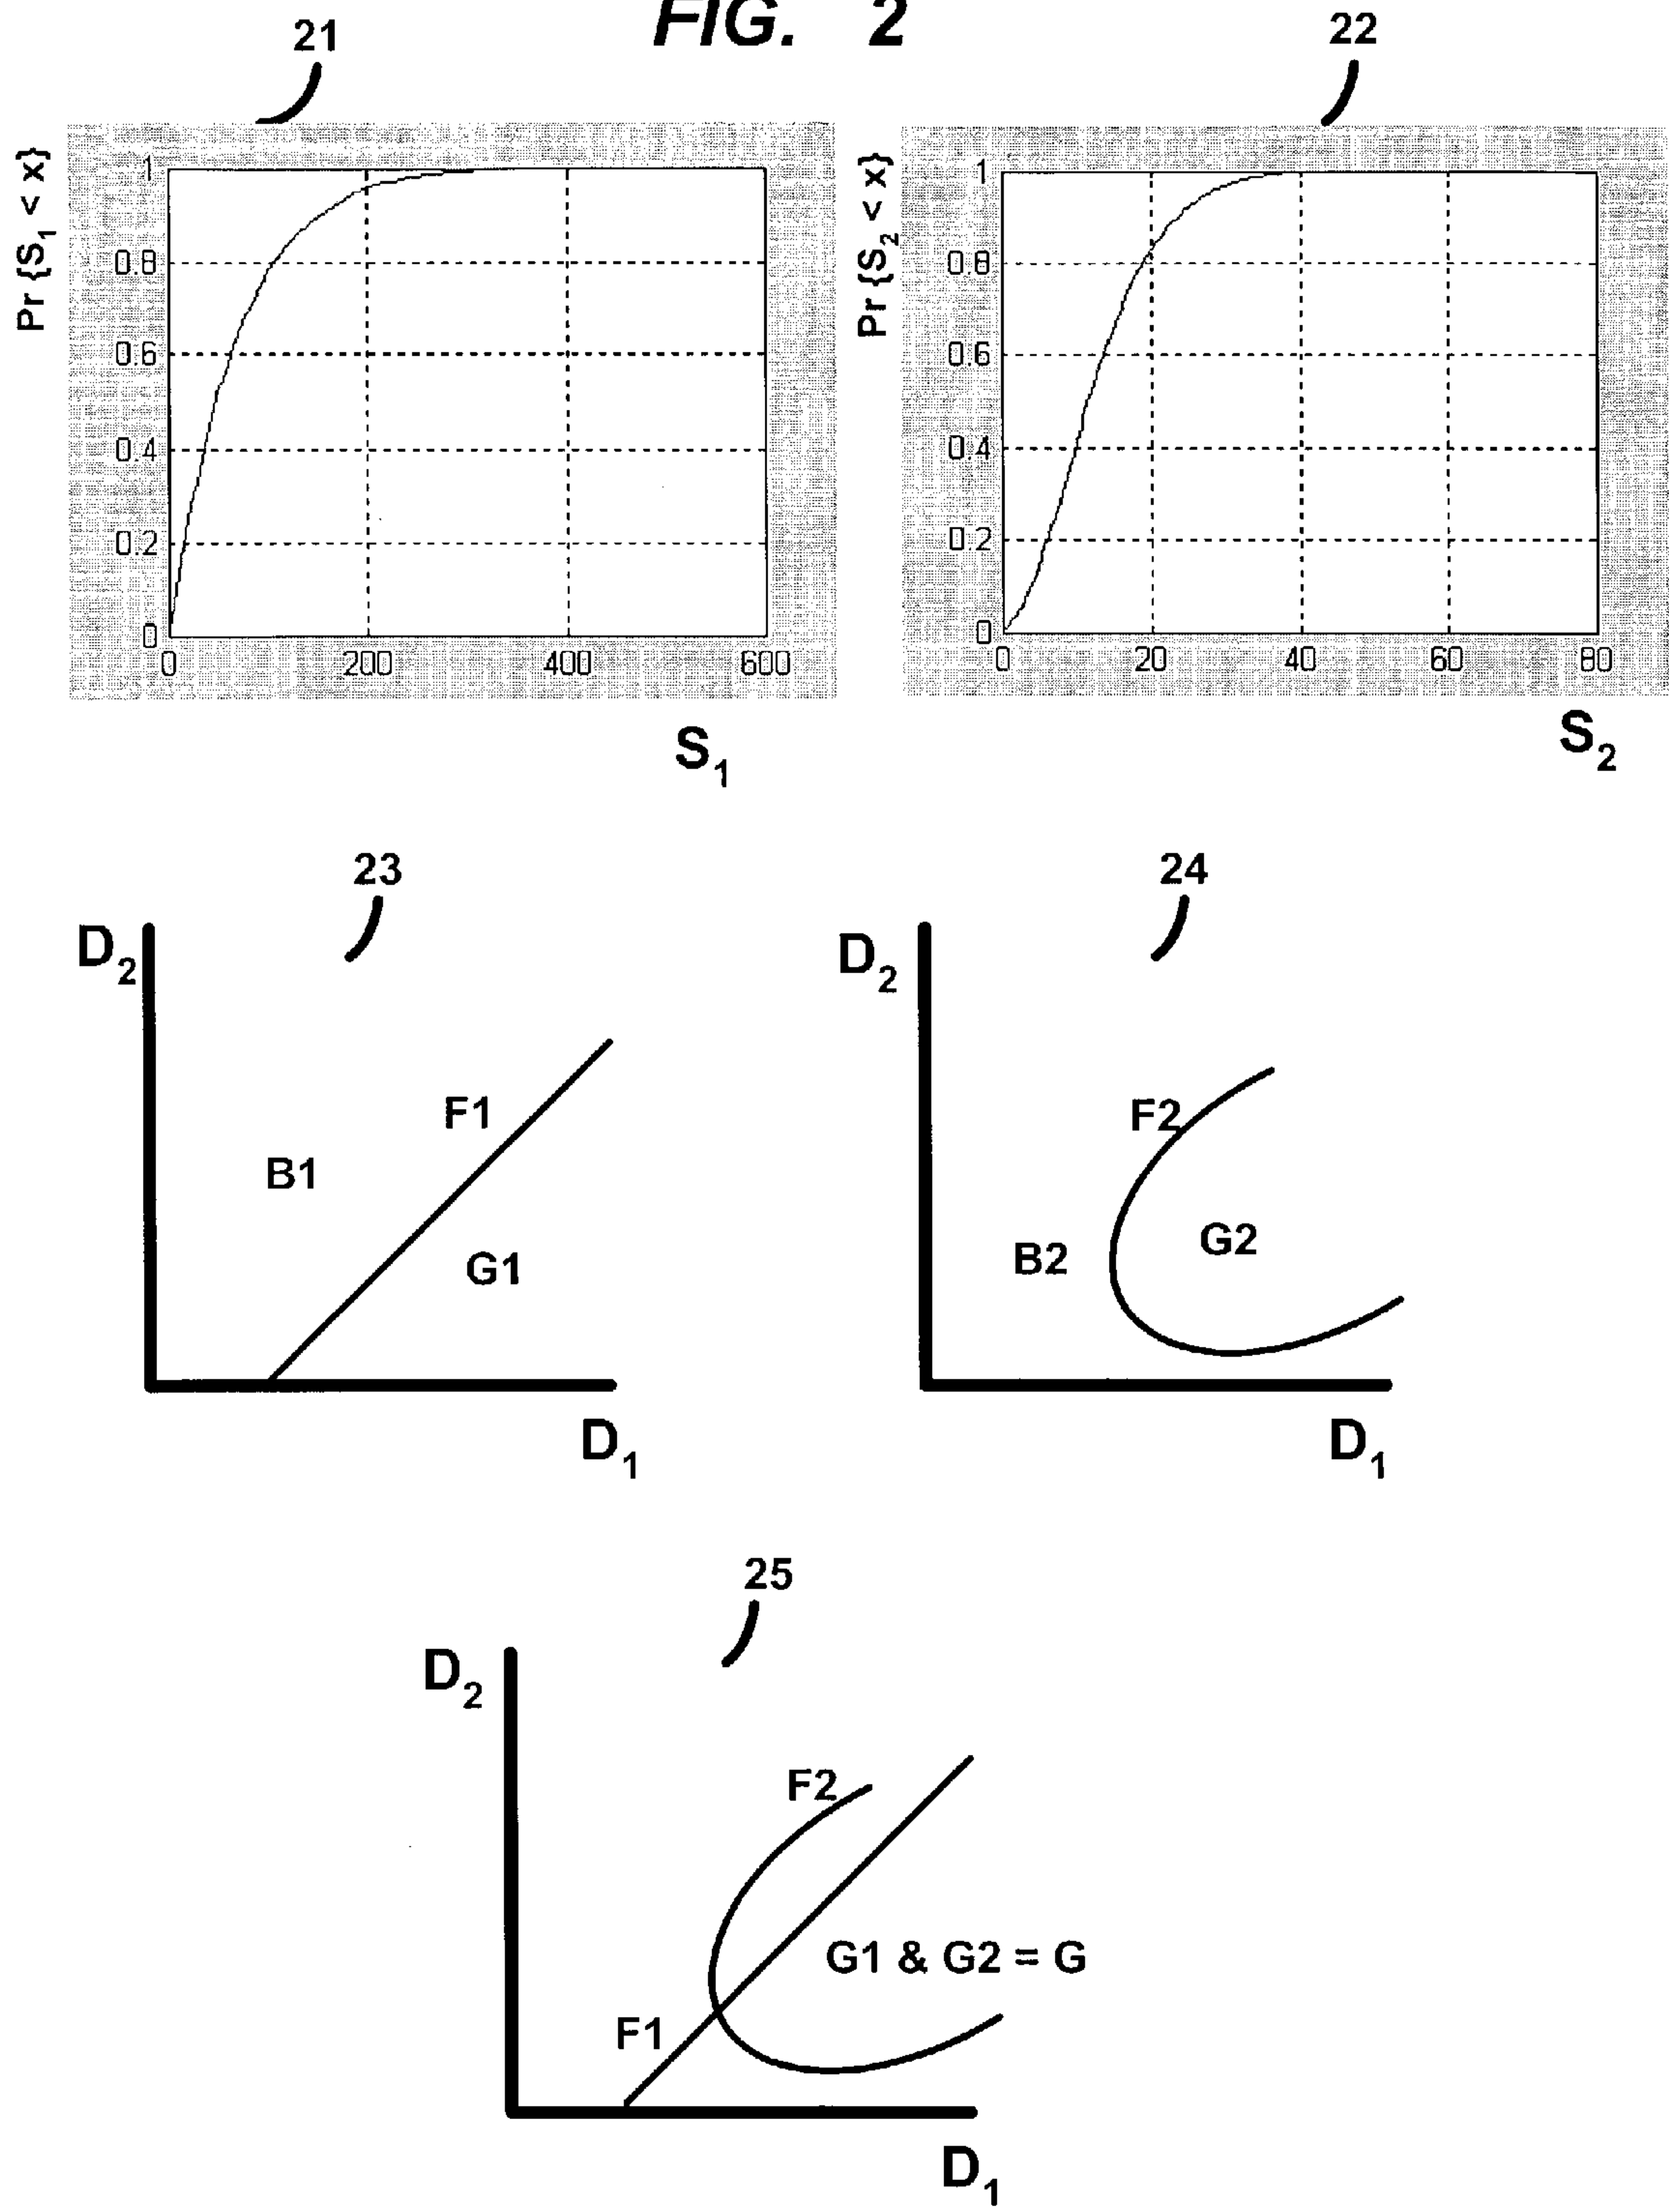 FIG. 2
21
22
Pr {S1 < x}
1
0.8
0.6
0.4
0.2
0
0 200 400 600
S1
Pr {S2 < x}
1
0.8
0.6
0.4
0.2
0
0 20 40 60 80
S2
23
D2
F1
B1
G1
D1
24
D2
F2
B2
G2
D1
25
D2
F2
G1 & G2 = G
F1
D1